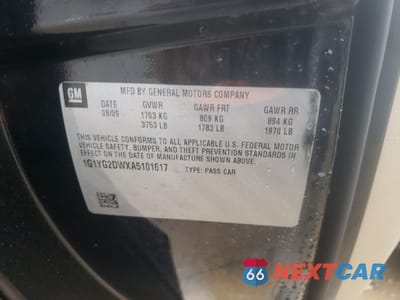 GM
MFD BY GENERAL MOTORS COMPANY
DATE GVWR GAWR FRT GAWR RR
09/09 1703 KG 809 KG 894 KG
3753 LB 1783 LB 1970 LB
THIS VEHICLE CONFORMS TO ALL APPLICABLE U.S. FEDERAL MOTOR
VEHICLE SAFETY, BUMPER, AND THEFT PREVENTION STANDARDS IN
EFFECT ON THE DATE OF MANUFACTURE SHOWN ABOVE.
1G1YG2DWXA5101617 TYPE: PASS CAR
66 NEXTCAR